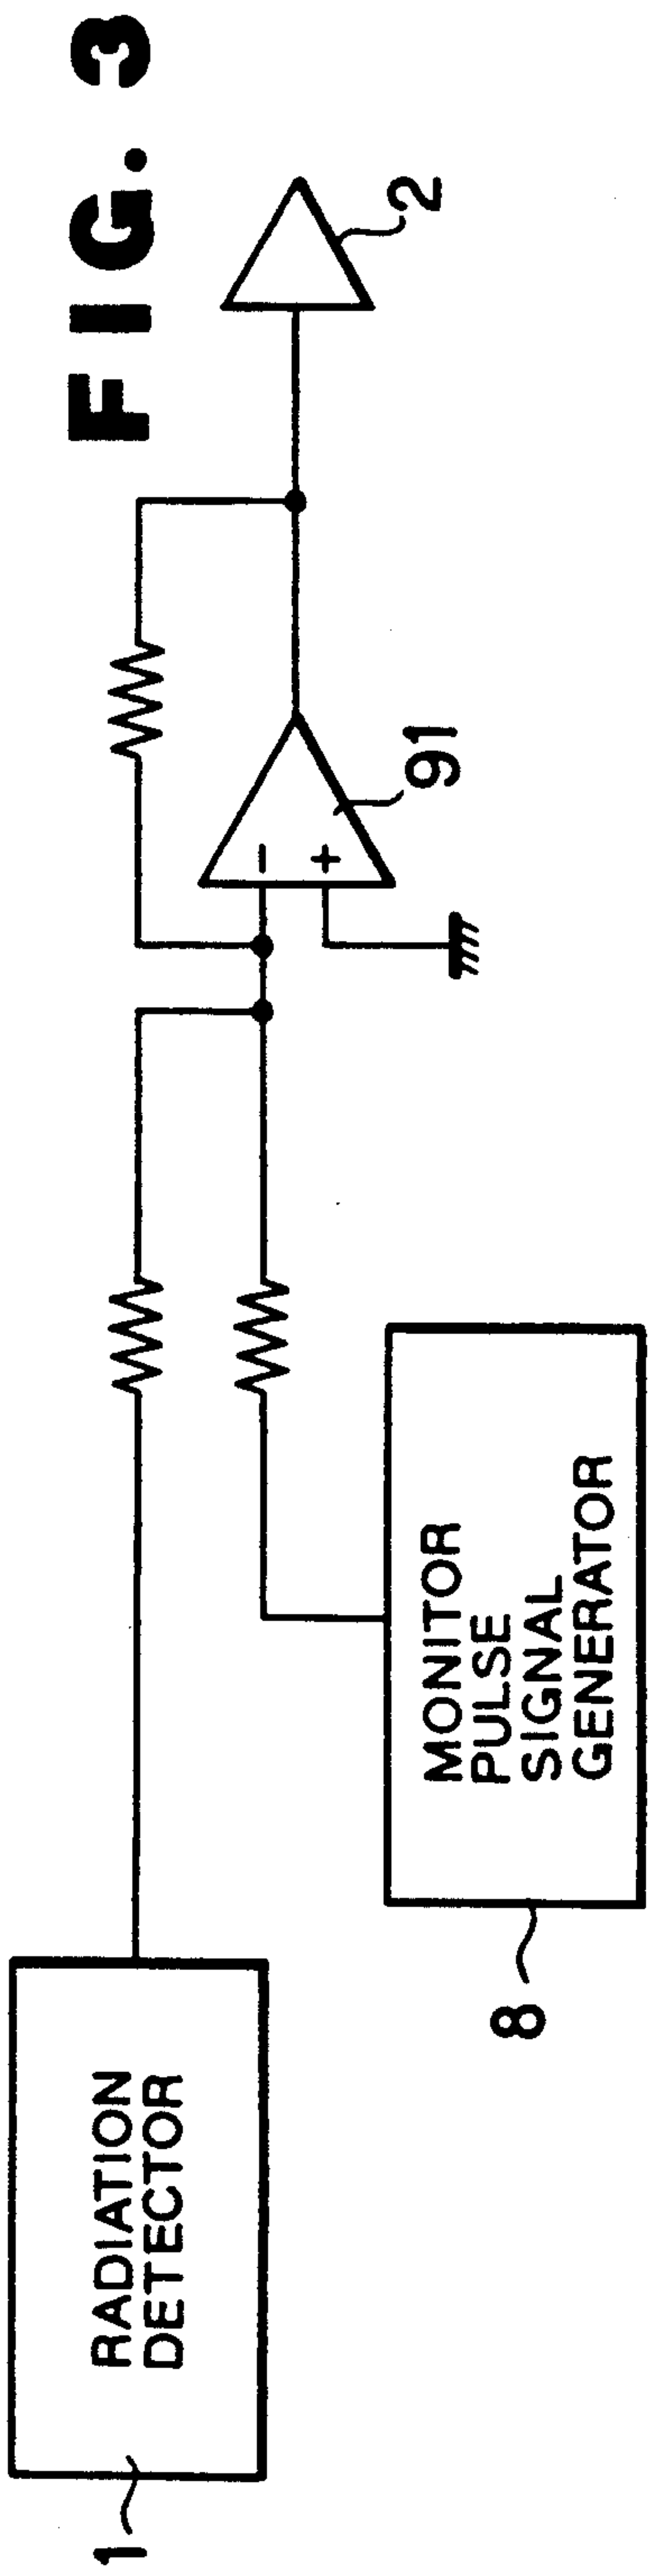 FIG. 3
RADIATION
DETECTOR
1
MONITOR
PULSE
SIGNAL
GENERATOR
8
−
+
91
2